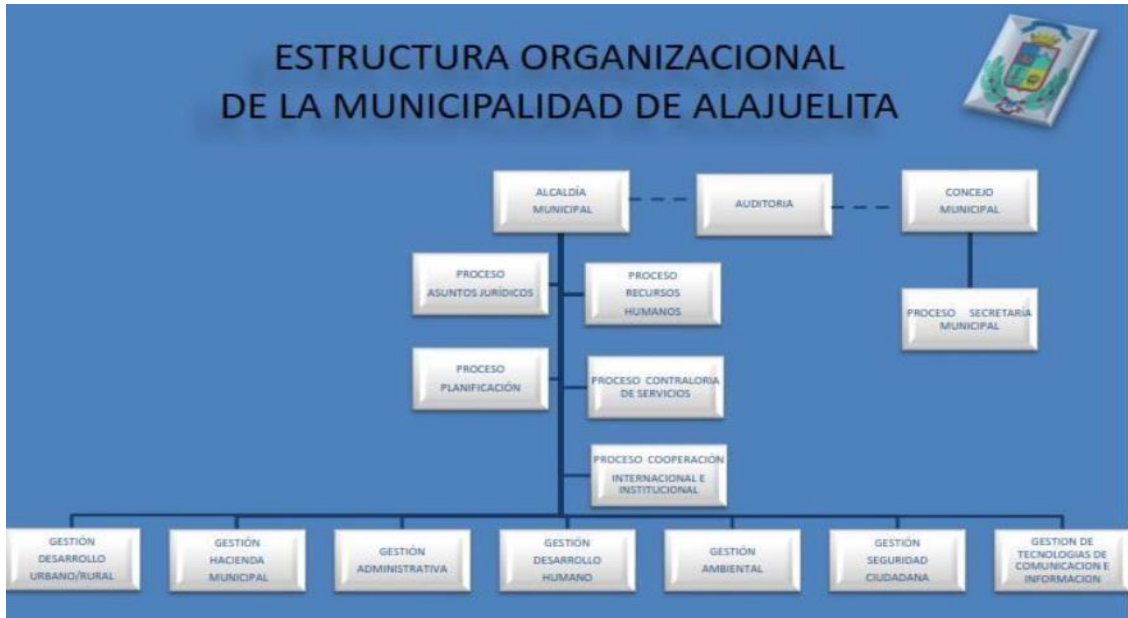 ESTRUCTURA ORGANIZACIONAL
DE LA MUNICIPALIDAD DE ALAJUELITA
ALCALDÍA
MUNICIPAL
AUDITORIA
CONCEJO
MUNICIPAL
PROCESO
ASUNTOS JURÍDICOS
PROCESO
RECURSOS
HUMANOS
PROCESO SECRETARÍA
MUNICIPAL
PROCESO
PLANIFICACIÓN
PROCESO CONTRALORIA
DE SERVICIOS
PROCESO COOPERACIÓN
INTERNACIONAL E
INSTITUCIONAL
GESTIÓN
DESARROLLO
URBANO/RURAL
GESTIÓN
HACIENDA
MUNICIPAL
GESTIÓN
ADMINISTRATIVA
GESTIÓN
DESARROLLO
HUMANO
GESTIÓN
AMBIENTAL
GESTIÓN
SEGURIDAD
CIUDADANA
GESTION DE
TECNOLOGIAS DE
COMUNICACION E
INFORMACION